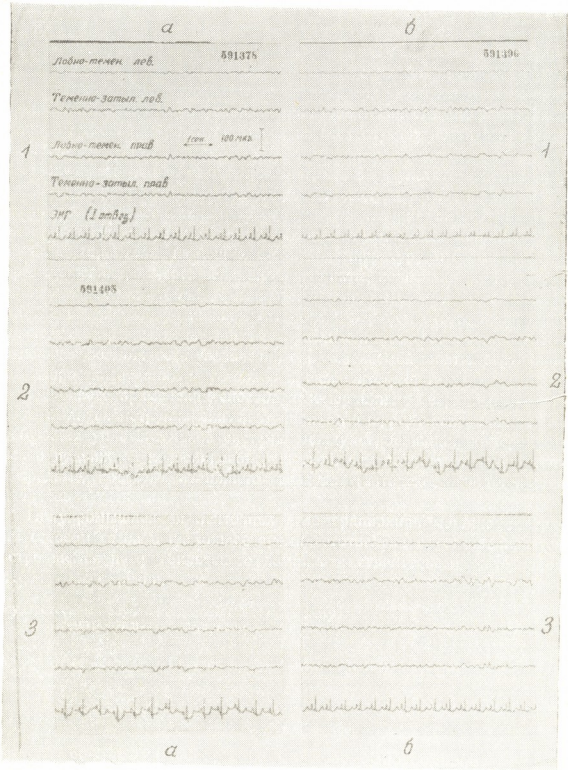 а б
Лобно-темен. лев. 591378 591396
Теменно-затыл. лев.
1 Лобно-темен. прав 1 сек. 100 мкв 1
Теменно-затыл. прав
ЭКГ
591408
2 2
3 3
а б